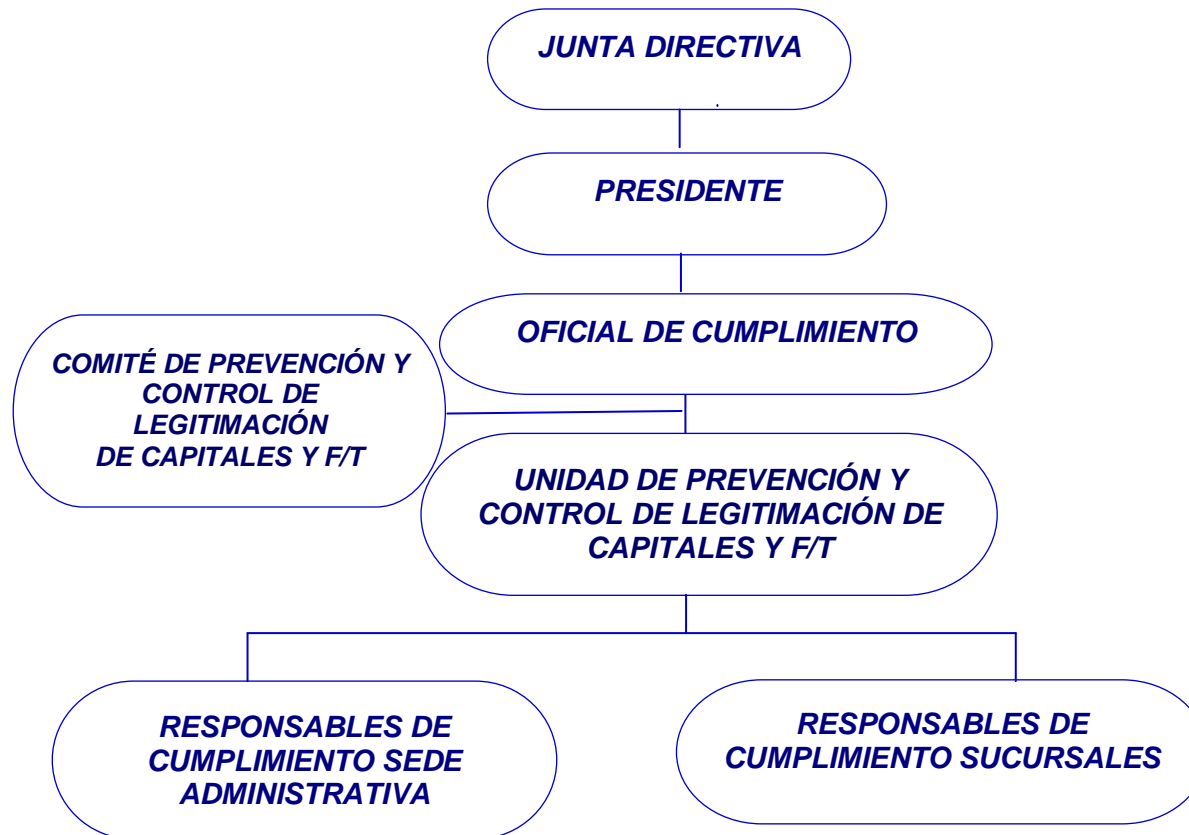 JUNTA DIRECTIVA
.
PRESIDENTE
OFICIAL DE CUMPLIMIENTO
COMITÉ DE PREVENCIÓN Y
CONTROL DE
LEGITIMACIÓN
DE CAPITALES Y F/T
UNIDAD DE PREVENCIÓN Y
CONTROL DE LEGITIMACIÓN DE
CAPITALES Y F/T
RESPONSABLES DE
CUMPLIMIENTO SEDE
ADMINISTRATIVA
RESPONSABLES DE
CUMPLIMIENTO SUCURSALES